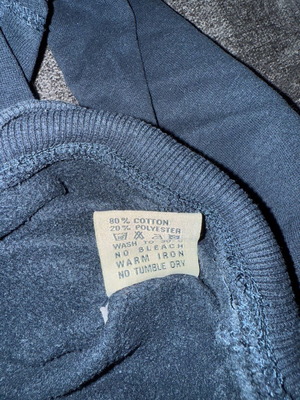 80% COTTON
20% POLYESTER
WASH
NO BLEACH
WARM IRON
NO TUMBLE DRY